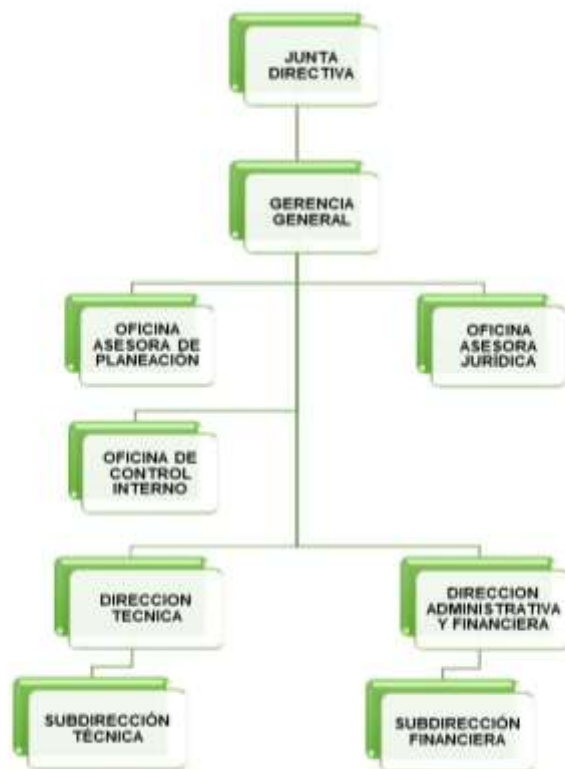 JUNTA
DIRECTIVA
GERENCIA
GENERAL
OFICINA
ASESORA DE
PLANEACIÓN
OFICINA
ASESORA
JURÍDICA
OFICINA DE
CONTROL
INTERNO
DIRECCION
TECNICA
DIRECCION
ADMINISTRATIVA
Y FINANCIERA
SUBDIRECCIÓN
TÉCNICA
SUBDIRECCIÓN
FINANCIERA